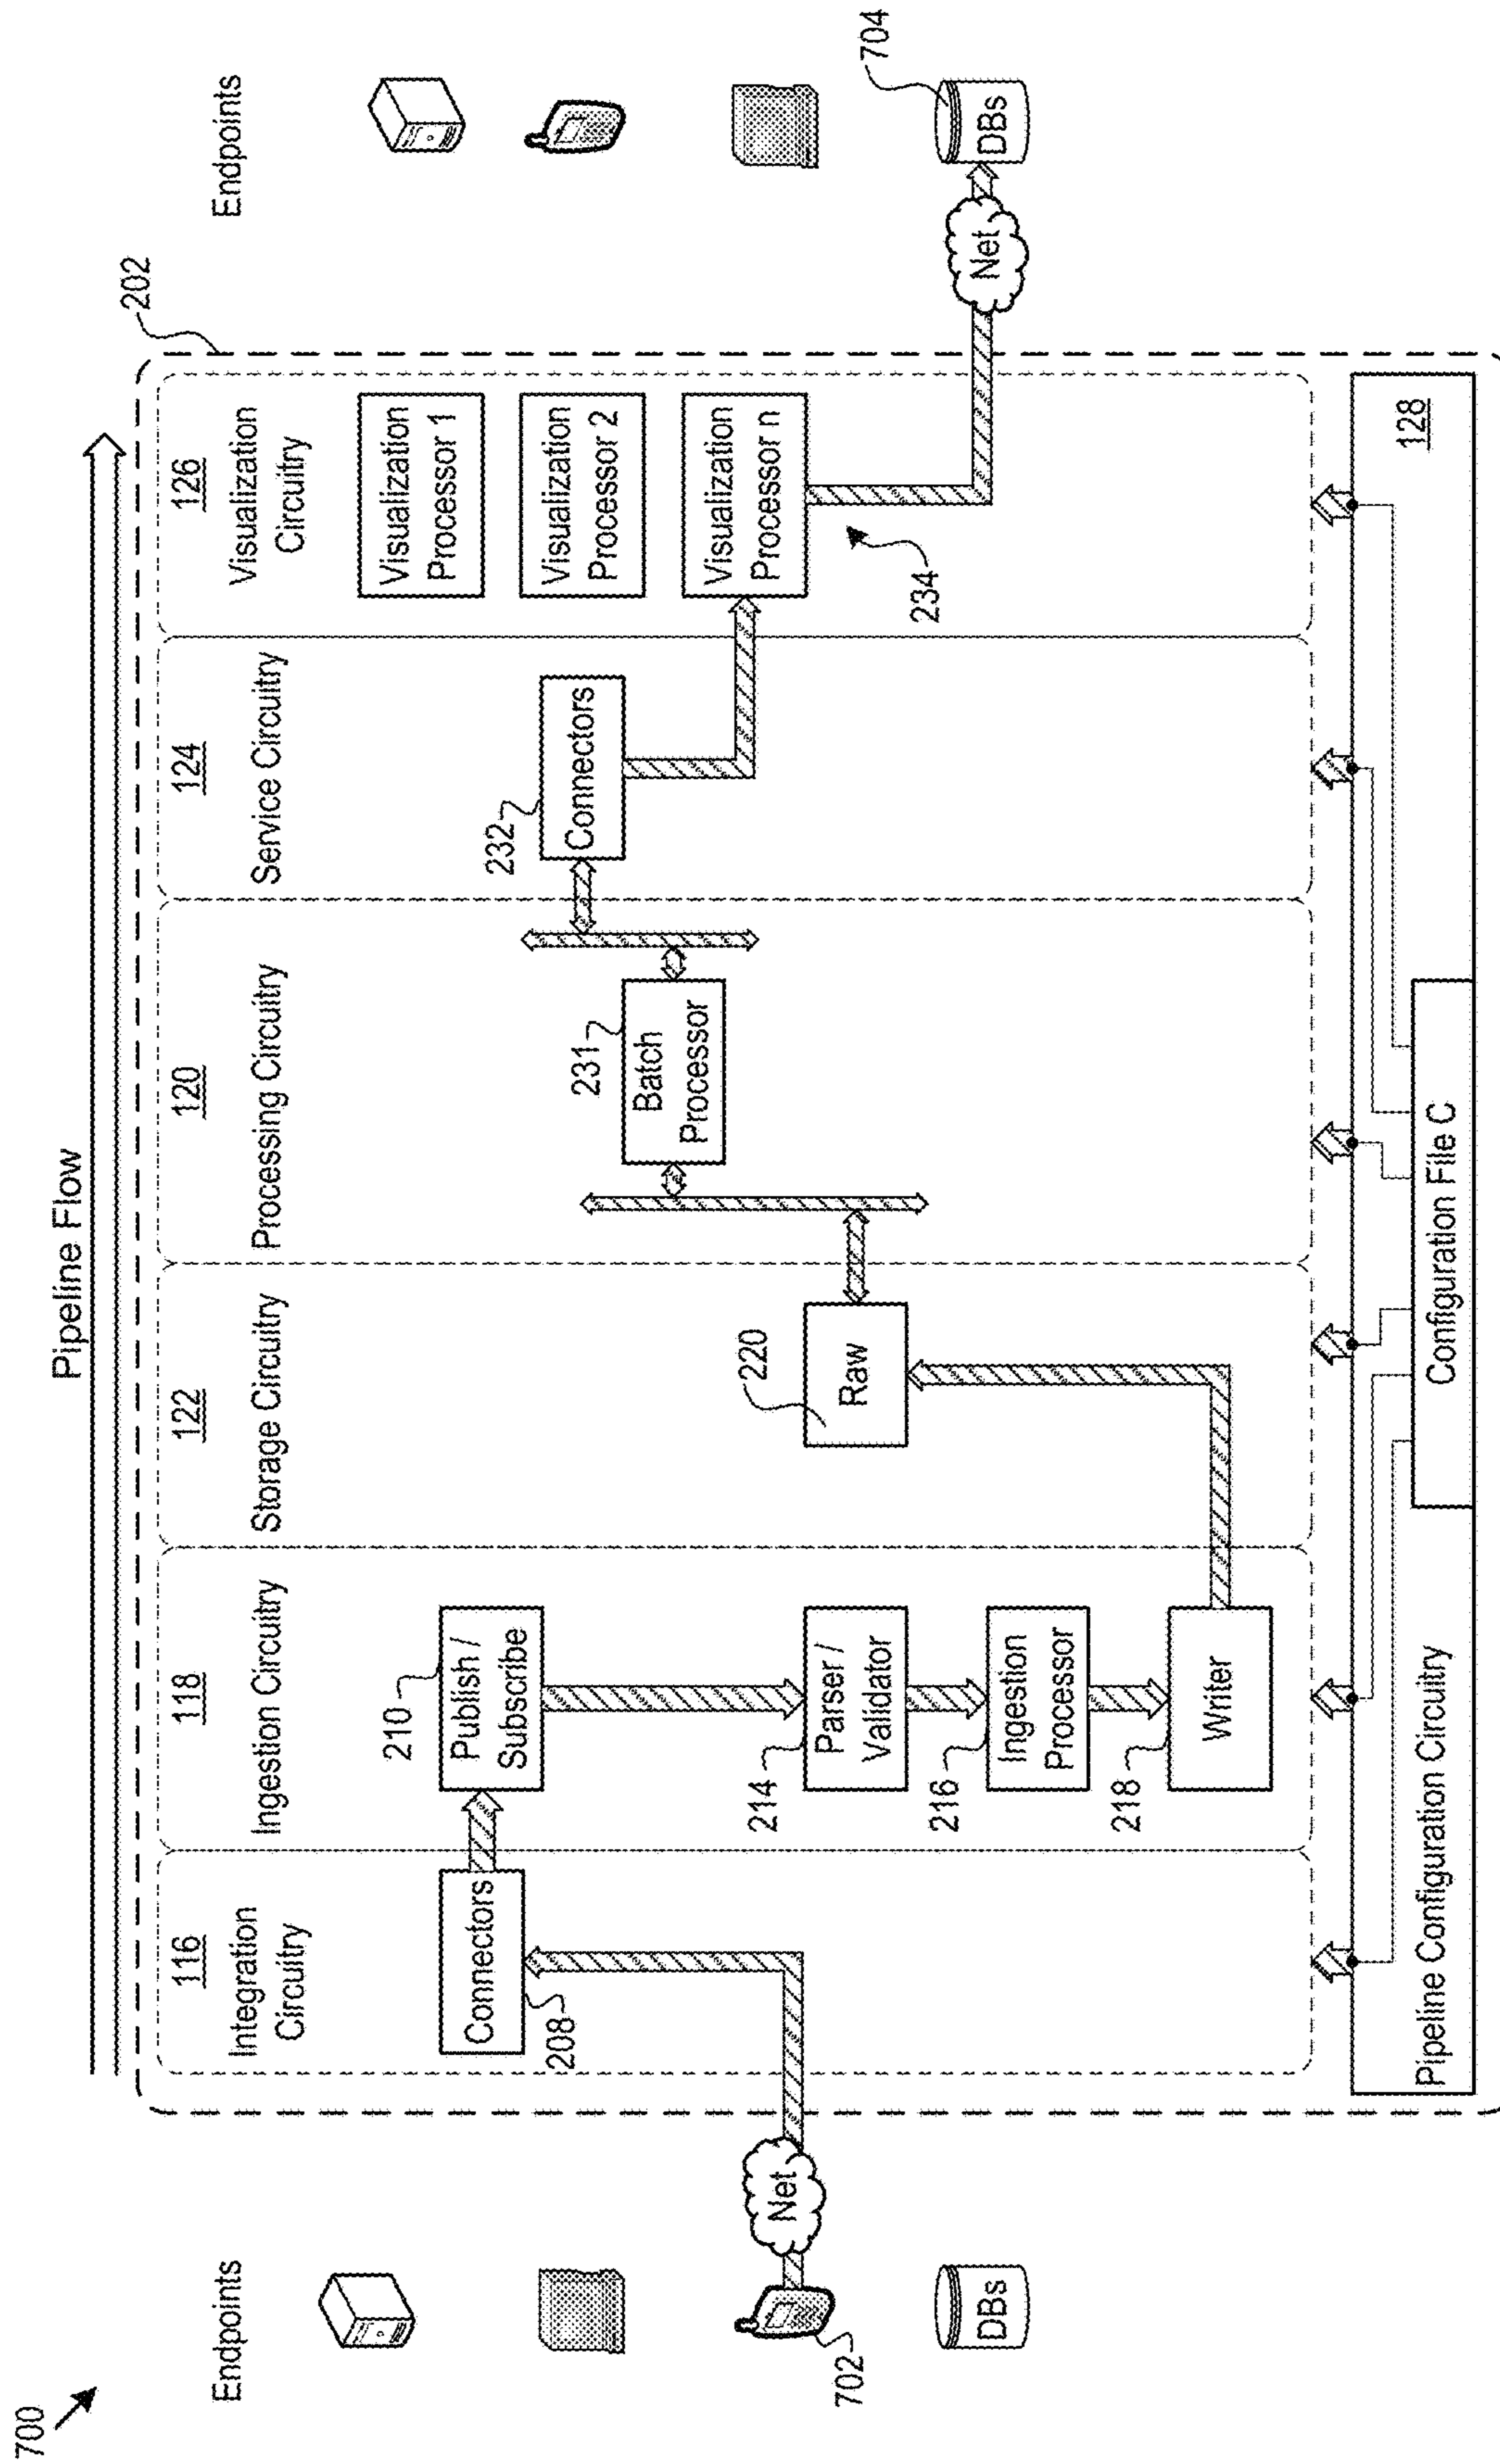 700
Pipeline Flow
202
Endpoints
Endpoints
116
Integration
Circuitry
118
Ingestion Circuitry
122
Storage Circuitry
120
Processing Circuitry
124
Service Circuitry
126
Visualization
Circuitry
Visualization
Processor 1
Visualization
Processor 2
Visualization
Processor n
234
Connectors
208
210
Publish /
Subscribe
214
Parser /
Validator
216
Ingestion
Processor
218
Writer
220
Raw
231
Batch
Processor
232
Connectors
Net
702
DBs
Net
704
DBs
Pipeline Configuration Circuitry
Configuration File C
128